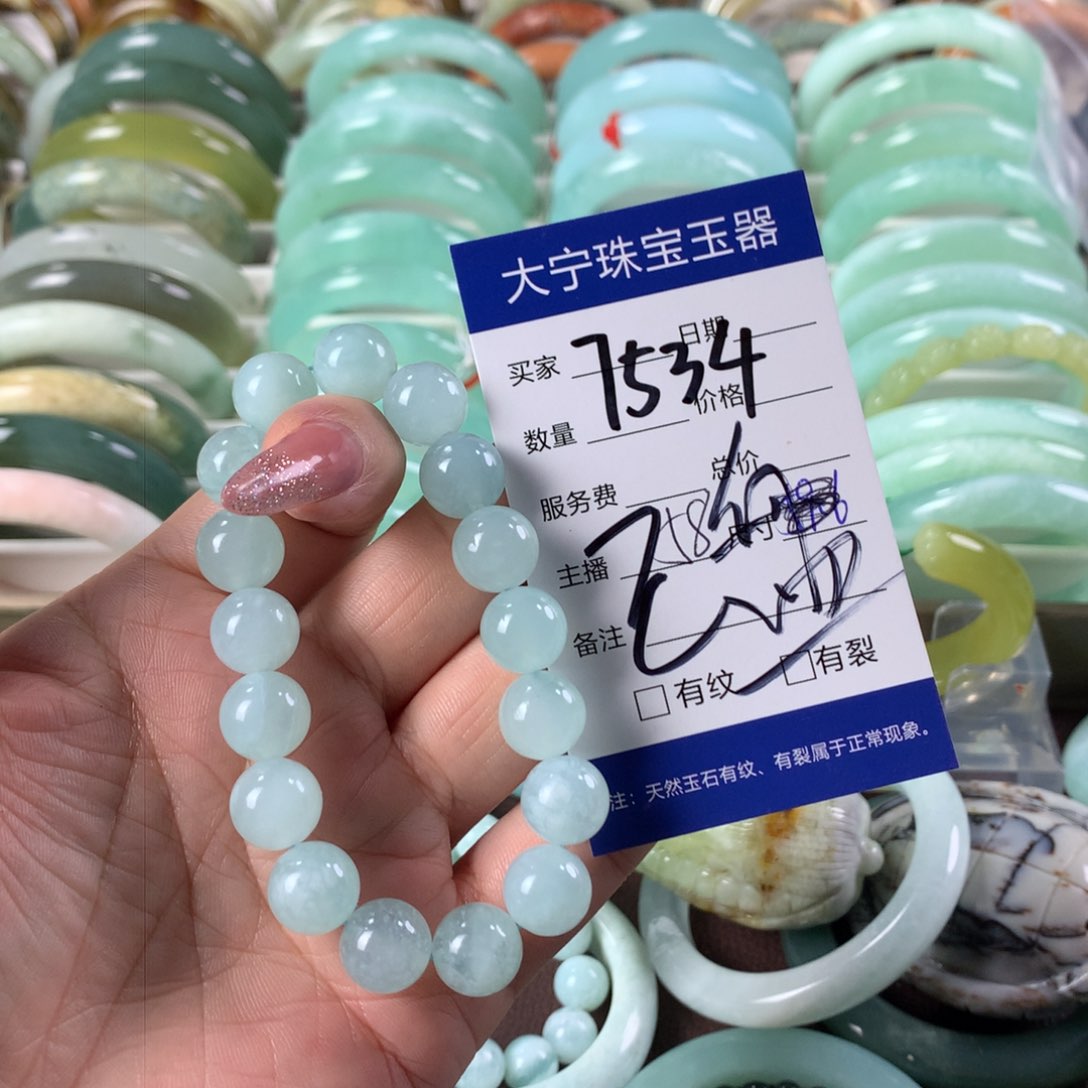 大宁珠宝玉器
日期
买家 7534
价格
数量
总价
服务费
尺寸
主播
备注
□有纹 □有裂
注：天然玉石有纹、有裂属于正常现象。